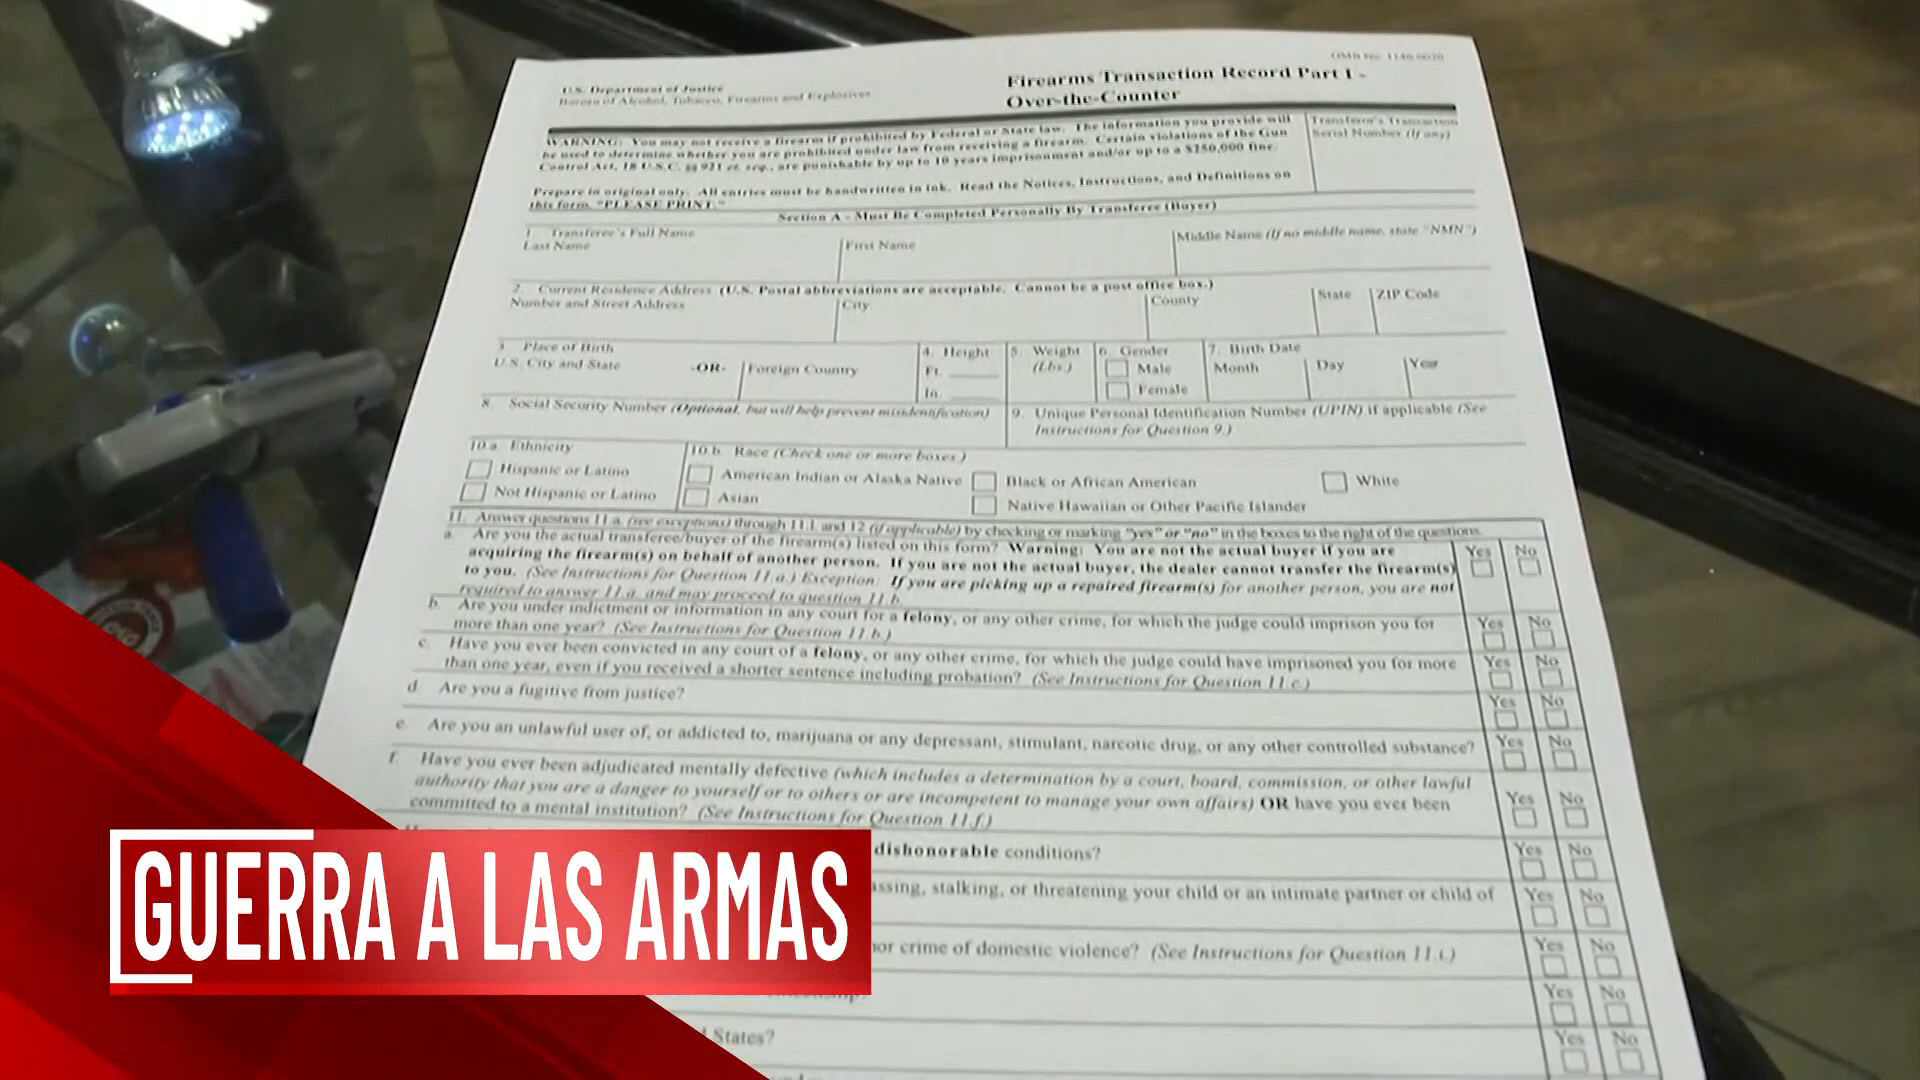 OMB No. 1140-0020
U.S. Department of Justice
Bureau of Alcohol, Tobacco, Firearms and Explosives
Firearms Transaction Record Part I -
Over-the-Counter
WARNING: You may not receive a firearm if prohibited by Federal or State law. The information you provide will
be used to determine whether you are prohibited under law from receiving a firearm. Certain violations of the Gun
Control Act, 18 U.S.C. §§ 921 et. seq., are punishable by up to 10 years imprisonment and/or up to a $250,000 fine.
Transferor's Transaction
Serial Number (If any)
Prepare in original only. All entries must be handwritten in ink. Read the Notices, Instructions, and Definitions on
this form. "PLEASE PRINT."
Section A - Must Be Completed Personally By Transferee (Buyer)
1. Transferee's Full Name
Last Name
First Name
Middle Name (If no middle name, state "NMN")
2. Current Residence Address (U.S. Postal abbreviations are acceptable. Cannot be a post office box.)
Number and Street Address
City
County
State
ZIP Code
3. Place of Birth
U.S. City and State
-OR-
Foreign Country
4. Height
Ft.
In.
5. Weight
(Lbs.)
6. Gender
Male
Female
7. Birth Date
Month
Day
Year
8. Social Security Number (Optional, but will help prevent misidentification)
9. Unique Personal Identification Number (UPIN) if applicable (See
Instructions for Question 9.)
10.a. Ethnicity
Hispanic or Latino
Not Hispanic or Latino
10.b. Race (Check one or more boxes.)
American Indian or Alaska Native
Asian
Black or African American
Native Hawaiian or Other Pacific Islander
White
11. Answer questions 11.a. (see exceptions) through 11.l. and 12 (if applicable) by checking or marking "yes" or "no" in the boxes to the right of the questions.
a. Are you the actual transferee/buyer of the firearm(s) listed on this form? Warning: You are not the actual buyer if you are
acquiring the firearm(s) on behalf of another person. If you are not the actual buyer, the dealer cannot transfer the firearm(s)
to you. (See Instructions for Question 11.a.) Exception: If you are picking up a repaired firearm(s) for another person, you are not
required to answer 11.a. and may proceed to question 11.b.
Yes No
b. Are you under indictment or information in any court for a felony, or any other crime, for which the judge could imprison you for
more than one year? (See Instructions for Question 11.b.)
Yes No
c. Have you ever been convicted in any court of a felony, or any other crime, for which the judge could have imprisoned you for more
than one year, even if you received a shorter sentence including probation? (See Instructions for Question 11.c.)
Yes No
d. Are you a fugitive from justice?
Yes No
e. Are you an unlawful user of, or addicted to, marijuana or any depressant, stimulant, narcotic drug, or any other controlled substance?
Yes No
f. Have you ever been adjudicated mentally defective (which includes a determination by a court, board, commission, or other lawful
authority that you are a danger to yourself or to others or are incompetent to manage your own affairs) OR have you ever been
committed to a mental institution? (See Instructions for Question 11.f.)
Yes No
dishonorable conditions?
Yes No
assing, stalking, or threatening your child or an intimate partner or child of
Yes No
nor crime of domestic violence? (See Instructions for Question 11.i.)
Yes No
Yes No
States?
Yes No
GUERRA A LAS ARMAS